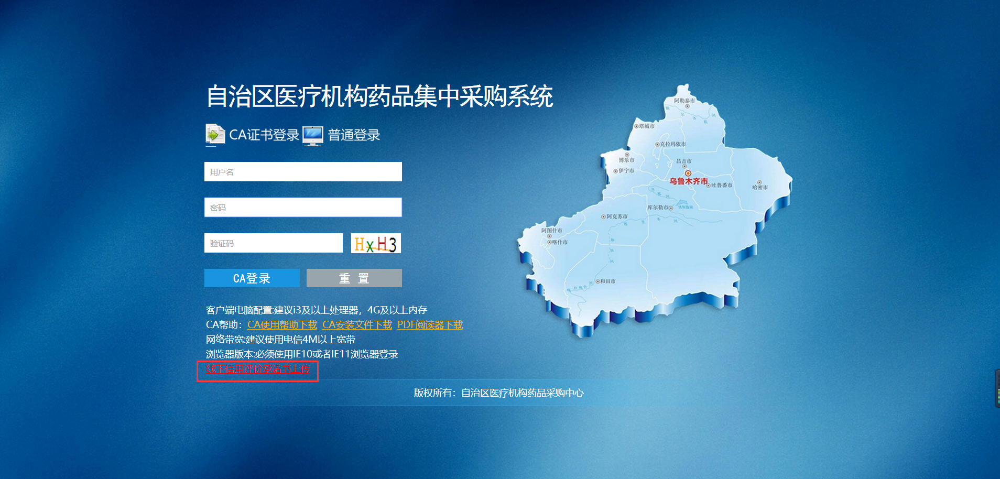 自治区医疗机构药品集中采购系统
CA证书登录 普通登录
用户名
密码
验证码
HxH3
CA登录 重 置
客户端电脑配置:建议i3及以上处理器，4G及以上内存
CA帮助：CA使用帮助下载 CA安装文件下载 PDF阅读器下载
网络带宽:建议使用电信4M以上宽带
浏览器版本:必须使用IE10或者IE11浏览器登录
线下信用评价承诺书上传
阿勒泰市
塔城市
克拉玛依市
博乐市
昌吉市
伊宁市
乌鲁木齐市
吐鲁番市
哈密市
库尔勒市
阿克苏市
阿图什市
喀什市
和田市
版权所有：自治区医疗机构药品采购中心